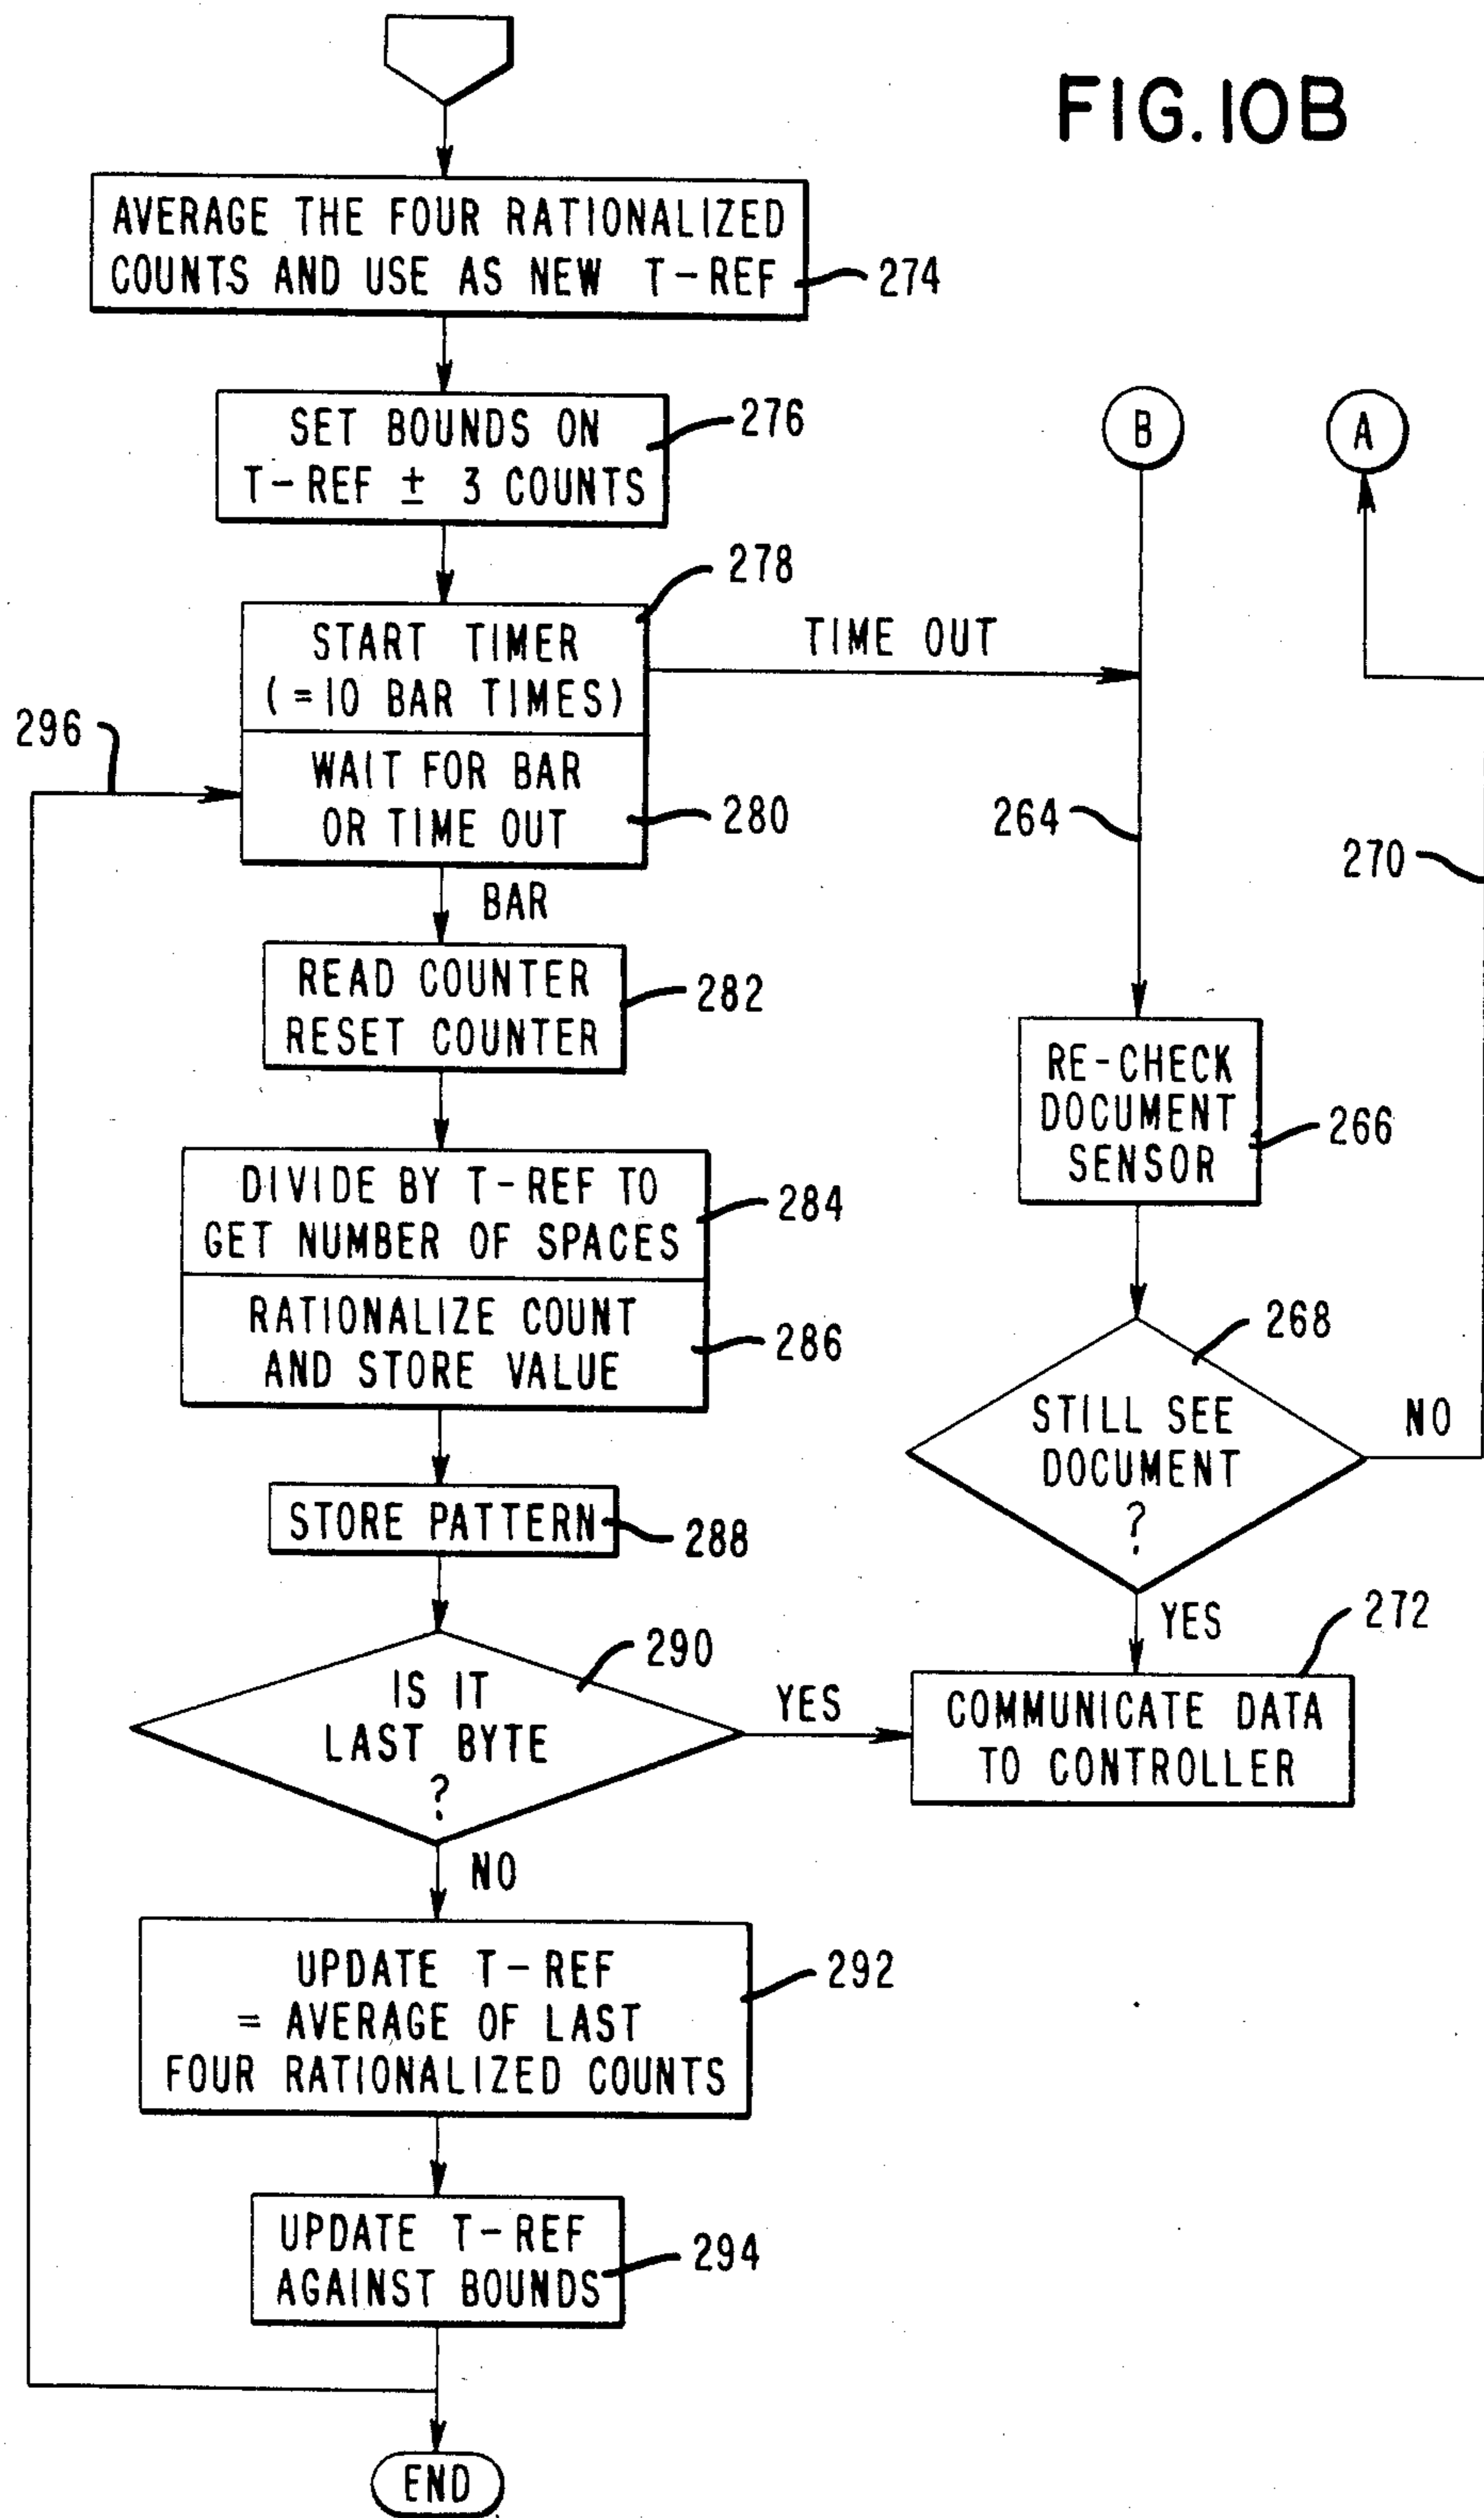 FIG. 10B
AVERAGE THE FOUR RATIONALIZED
COUNTS AND USE AS NEW T-REF
274
SET BOUNDS ON
T-REF ± 3 COUNTS
276
B
A
278
START TIMER
(=10 BAR TIMES)
TIME OUT
296
WAIT FOR BAR
OR TIME OUT
280
264
270
BAR
READ COUNTER
RESET COUNTER
282
RE-CHECK
DOCUMENT
SENSOR
266
DIVIDE BY T-REF TO
GET NUMBER OF SPACES
284
RATIONALIZE COUNT
AND STORE VALUE
286
268
STILL SEE
DOCUMENT
?
NO
STORE PATTERN
288
YES
272
290
IS IT
LAST BYTE
?
YES
COMMUNICATE DATA
TO CONTROLLER
NO
UPDATE T-REF
= AVERAGE OF LAST
FOUR RATIONALIZED COUNTS
292
UPDATE T-REF
AGAINST BOUNDS
294
END